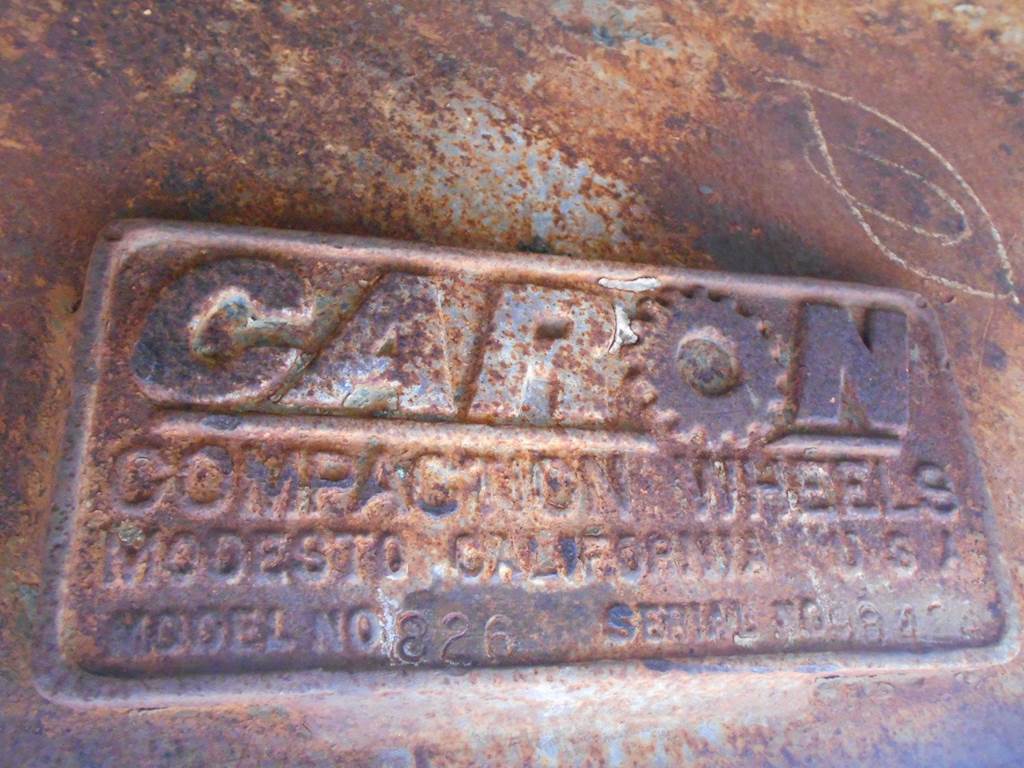 CARON
COMPACTION WHEELS
MODESTO CALIFORNIA U S A
MODEL NO 826 SERIAL NO